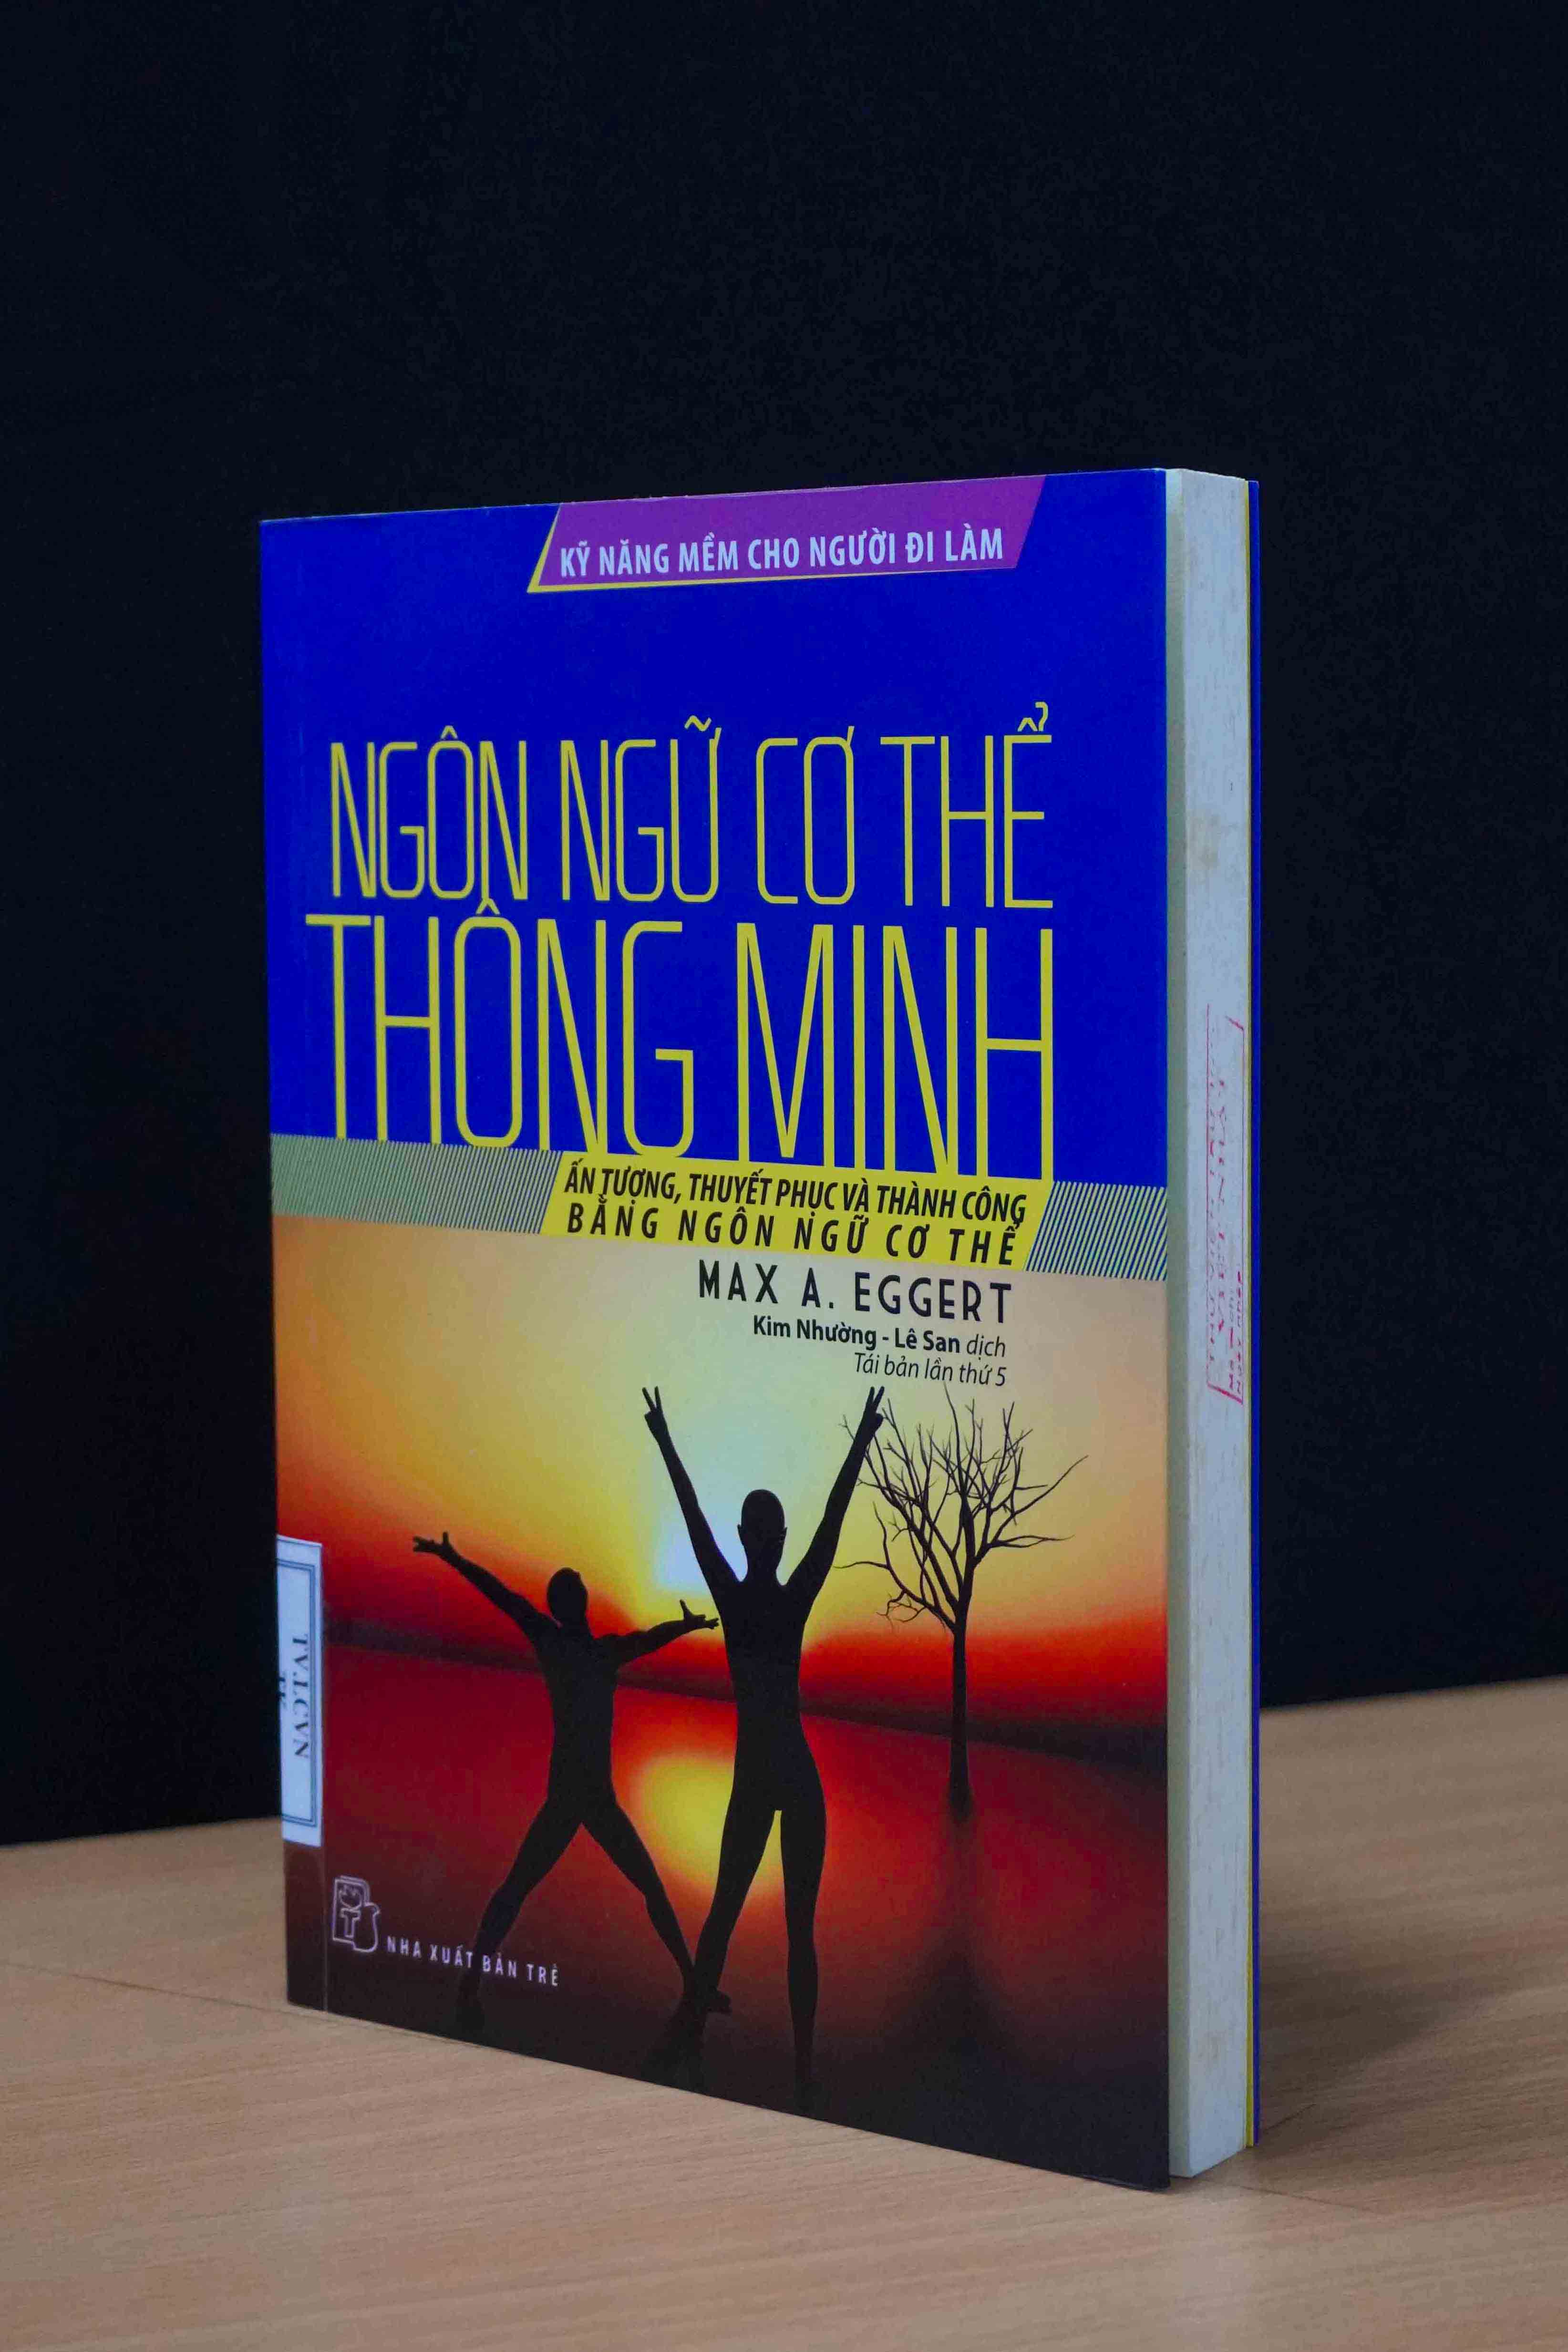 KỸ NĂNG MỀM CHO NGƯỜI ĐI LÀM
NGÔN NGỮ CƠ THỂ
THÔNG MINH
ẤN TƯỢNG, THUYẾT PHỤC VÀ THÀNH CÔNG
BẰNG NGÔN NGỮ CƠ THỂ
MAX A. EGGERT
Kim Nhường - Lê San dịch
Tái bản lần thứ 5
TV.LCVN
NHÀ XUẤT BẢN TRẺ